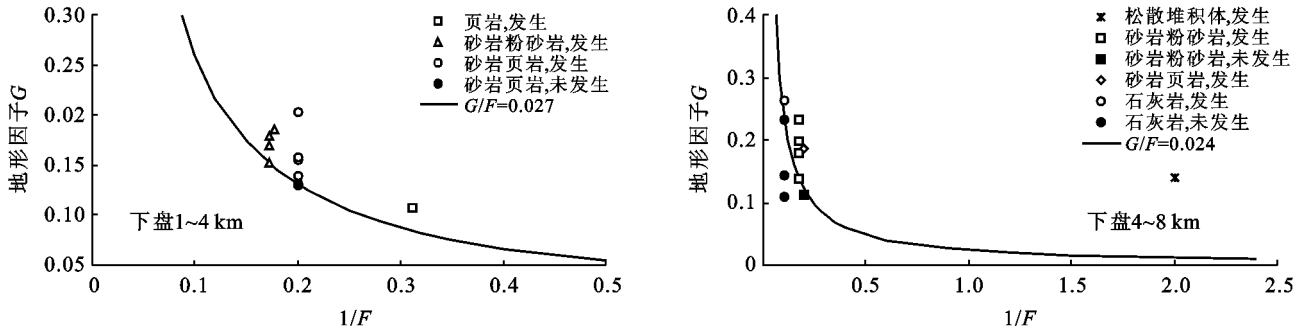 0.30
0.25
0.02
0.15
0.10
0.05
0
0.1
0.2
0.3
0.4
0.5
地形因子G
1/F
页岩,发生
砂岩粉砂岩,发生
砂岩页岩,发生
砂岩页岩,未发生
G/F=0.027
下盘1~4 km
0.4
0.3
0.2
0.1
0
0
0.5
1.0
1.5
2.0
2.5
地形因子G
1/F
松散堆积体,发生
砂岩粉砂岩,发生
砂岩粉砂岩,未发生
砂岩页岩,发生
石灰岩,发生
石灰岩,未发生
G/F=0.024
下盘4~8 km